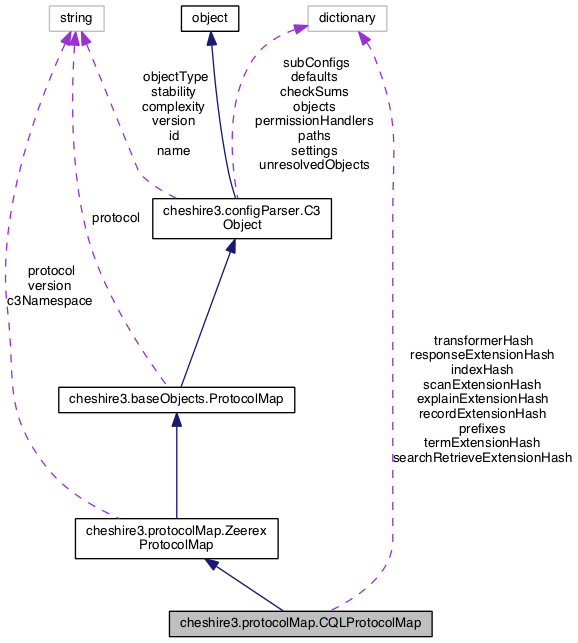 string
object
dictionary
objectType
stability
complexity
version
id
name
subConfigs
defaults
checkSums
objects
permissionHandlers
paths
settings
unresolvedObjects
cheshire3.configParser.C3
Object
protocol
protocol
version
c3Namespace
transformerHash
responseExtensionHash
indexHash
scanExtensionHash
explainExtensionHash
recordExtensionHash
prefixes
termExtensionHash
searchRetrieveExtensionHash
cheshire3.baseObjects.ProtocolMap
cheshire3.protocolMap.Zeerex
ProtocolMap
cheshire3.protocolMap.CQLProtocolMap